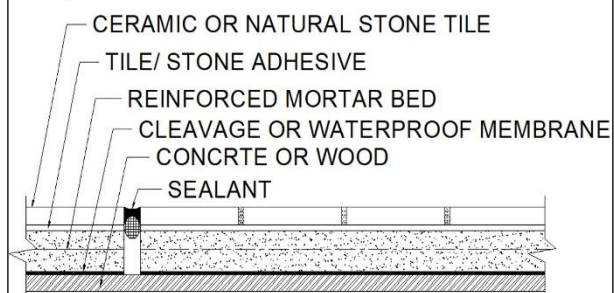 CERAMIC OR NATURAL STONE TILE
TILE/ STONE ADHESIVE
REINFORCED MORTAR BED
CLEAVAGE OR WATERPROOF MEMBRANE
CONCRTE OR WOOD
SEALANT